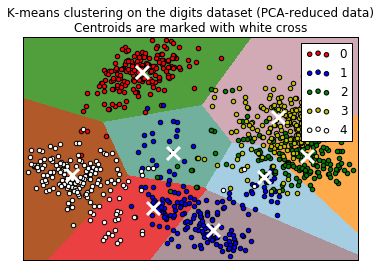 K-means clustering on the digits dataset (PCA-reduced data)
Centroids are marked with white cross
0
1
2
3
4